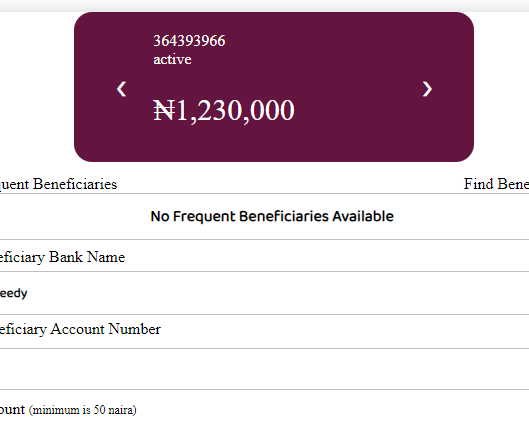 364393966
active
₦1,230,000
quent Beneficiaries
Find Bene
No Frequent Beneficiaries Available
eficiary Bank Name
eedy
eficiary Account Number
ount (minimum is 50 naira)